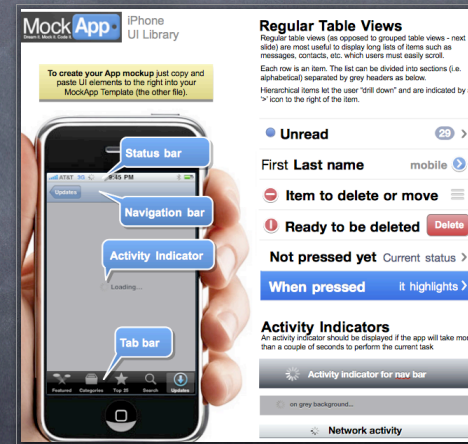 Mock App
Dream it. Mock it. Code it.
iPhone
UI Library
To create your App mockup just copy and
paste UI elements to the right into your
MockApp Template (the other file).
Status bar
AT&T 3G 9:45 PM
Updates
Navigation bar
Activity Indicator
Loading...
Tab bar
Featured Categories Top 25 Search Updates
Regular Table Views
Regular table views (as opposed to grouped table views - next
slide) are most useful to display long lists of items such as
messages, contacts, etc. which users must easily scroll.
Each row is an item. The list can be divided into sections (i.e.
alphabetical) separated by grey headers as below.
Hierarchical items let the user "drill down" and are indicated by
'>' icon to the right of the item.
Unread 29 >
First Last name mobile >
Item to delete or move
Ready to be deleted Delete
Not pressed yet Current status >
When pressed it highlights >
Activity Indicators
An activity indicator should be displayed if the app will take more
than a couple of seconds to perform the current task
Activity indicator for nav bar
on grey background...
Network activity